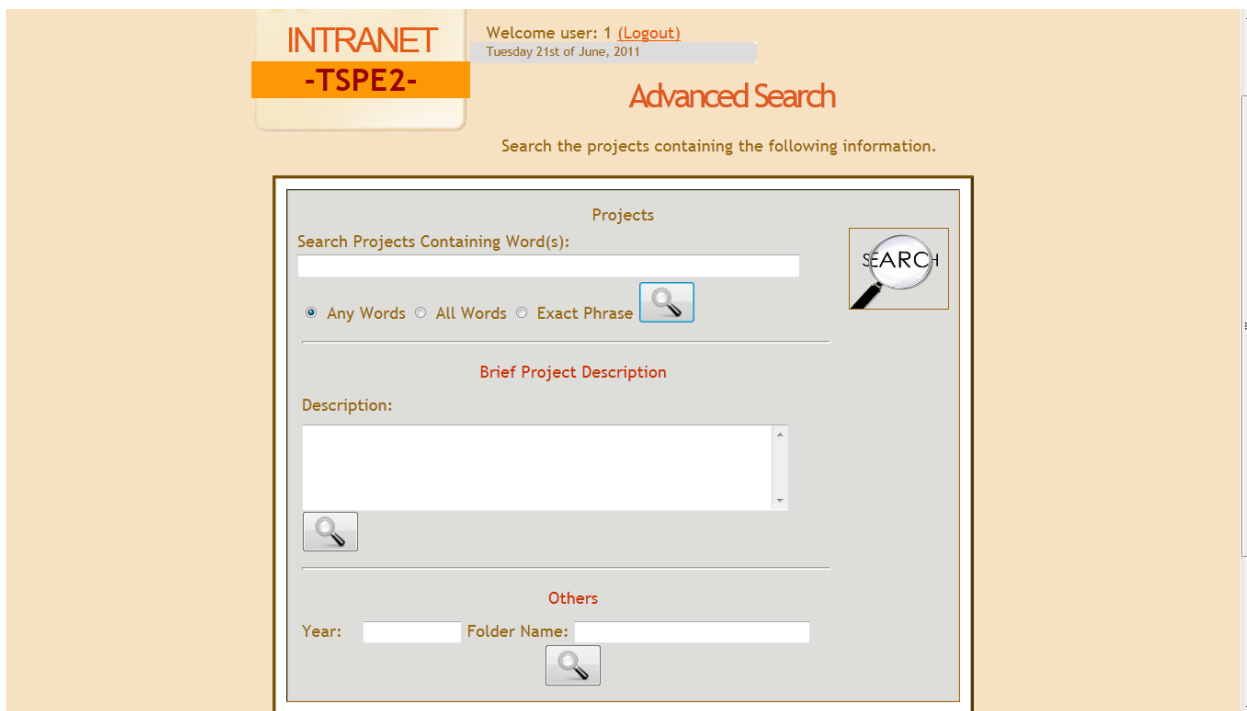 INTRANET
-TSPE2-
Welcome user: 1 (Logout)
Tuesday 21st of June, 2011
Advanced Search
Search the projects containing the following information.
Projects
Search Projects Containing Word(s):
SEARCH
Any Words All Words Exact Phrase
Brief Project Description
Description:
Others
Year: Folder Name: